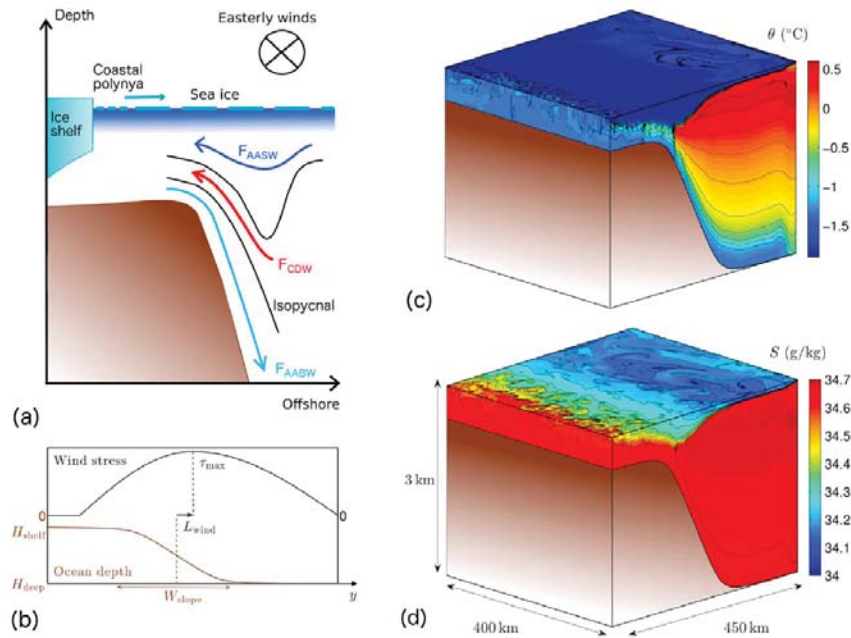 Depth
Easterly winds
Coastal
polynya
Sea ice
Ice
shelf
F_AASW
F_CDW
Isopycnal
F_AABW
Offshore
(a)
Wind stress
τ_max
0
0
L_wind
H_shelf
Ocean depth
H_deep
W_slope
y
(b)
θ (°C)
0.5
0
−0.5
−1
−1.5
(c)
S (g/kg)
34.7
34.6
34.5
34.4
34.3
34.2
34.1
34
3 km
400 km
450 km
(d)